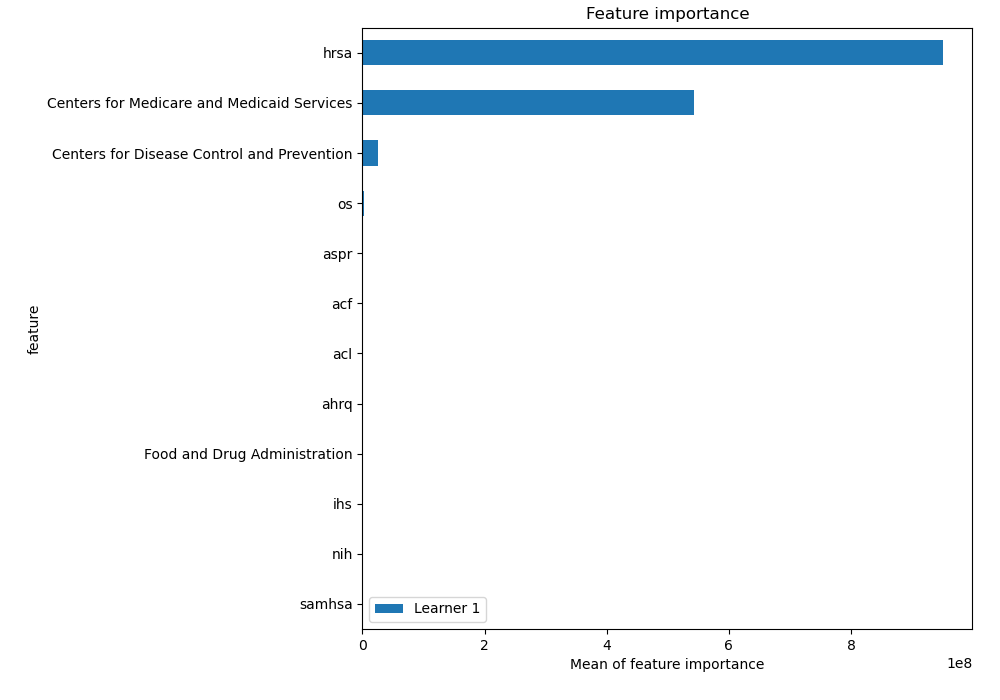 Feature importance
hrsa
Centers for Medicare and Medicaid Services
Centers for Disease Control and Prevention
os
aspr
acf
acl
ahrq
Food and Drug Administration
ihs
nih
samhsa
feature
Learner 1
0 2 4 6 8
1e8
Mean of feature importance